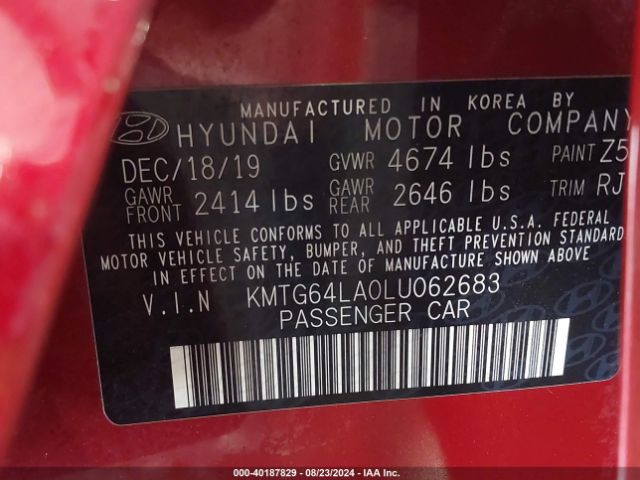 MANUFACTURED IN KOREA BY
HYUNDAI MOTOR COMPANY
DEC/18/19 GVWR 4674 lbs PAINT Z5
GAWR FRONT 2414 lbs GAWR REAR 2646 lbs TRIM RJ
THIS VEHICLE CONFORMS TO ALL APPLICABLE U.S.A. FEDERAL
MOTOR VEHICLE SAFETY, BUMPER, AND THEFT PREVENTION STANDARD
IN EFFECT ON THE DATE OF MANUFACTURE SHOWN ABOVE.
V.I.N KMTG64LA0LU062683
PASSENGER CAR
© - 40187829 - 08/23/2024 - IAA Inc.